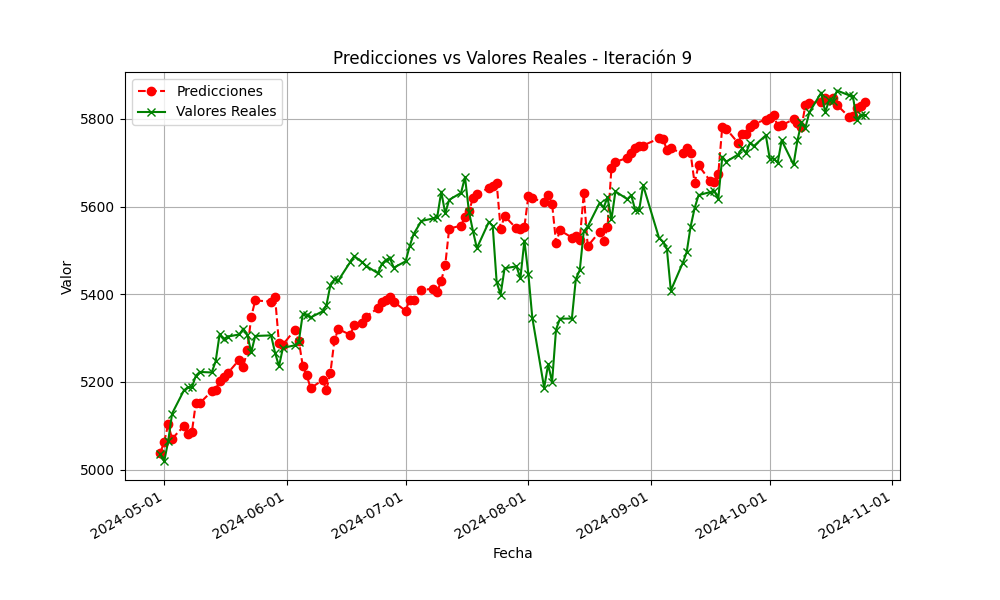 Predicciones vs Valores Reales - Iteración 9
Predicciones
Valores Reales
Valor
5800
5600
5400
5200
5000
2024-05-01
2024-06-01
2024-07-01
2024-08-01
2024-09-01
2024-10-01
2024-11-01
Fecha